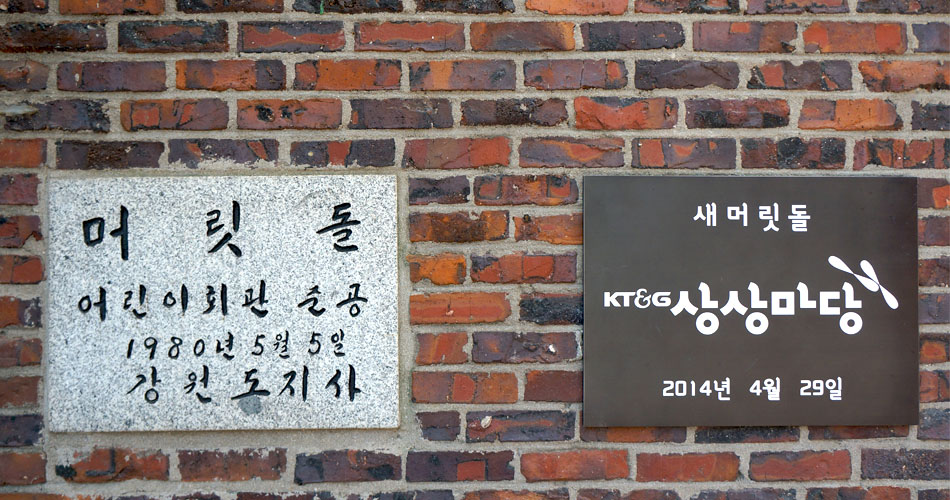 머릿돌
어린이회관 준공
1980년 5월 5일
강원도지사
새머릿돌
KT&G 상상마당
2014년 4월 29일